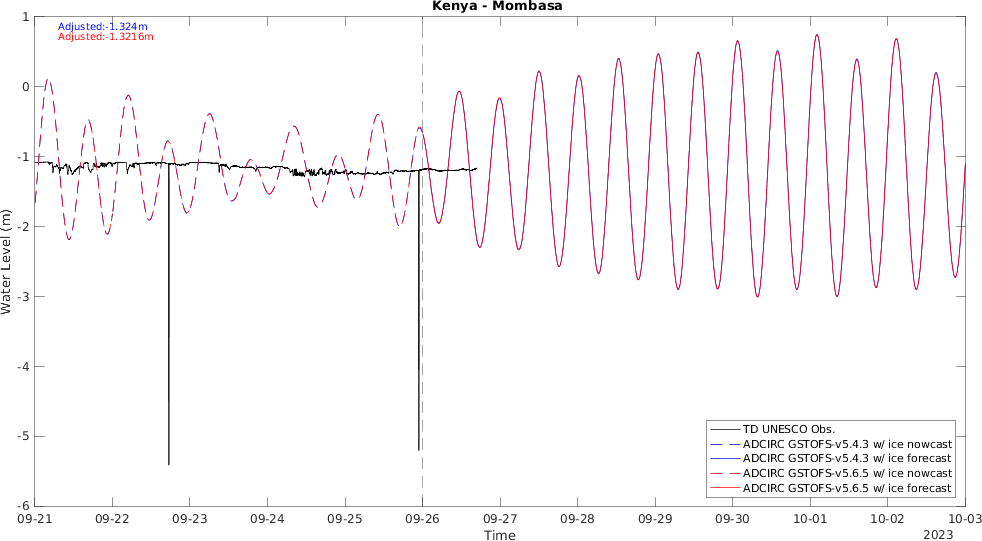 Kenya - Mombasa
Adjusted:-1.324m
Adjusted:-1.3216m
1
0
-1
-2
-3
-4
-5
-6
Water Level (m)
TD UNESCO Obs.
ADCIRC GSTOFS-v5.4.3 w/ ice nowcast
ADCIRC GSTOFS-v5.4.3 w/ ice forecast
ADCIRC GSTOFS-v5.6.5 w/ ice nowcast
ADCIRC GSTOFS-v5.6.5 w/ ice forecast
09-21 09-22 09-23 09-24 09-25 09-26 09-27 09-28 09-29 09-30 10-01 10-02 10-03
Time
2023